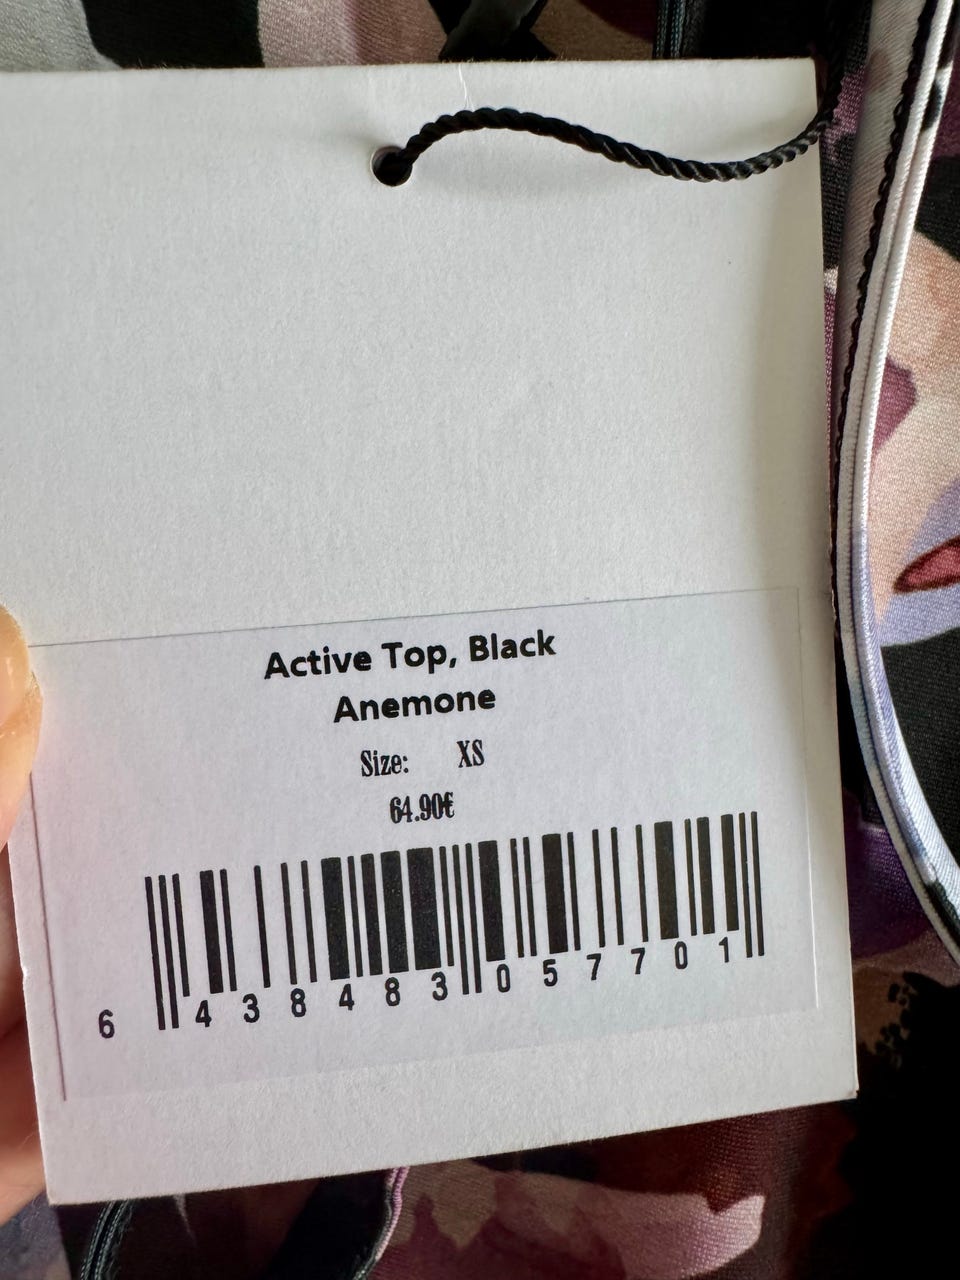 Active Top, Black
Anemone
Size: XS
64.90€
6 438483 057701